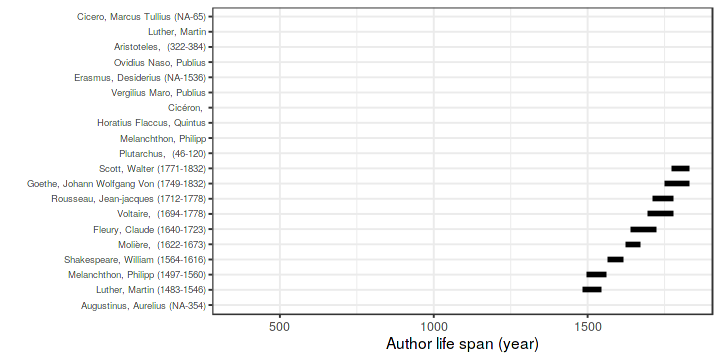 Cicero, Marcus Tullius (NA-65)
Luther, Martin
Aristoteles,  (322-384)
Ovidius Naso, Publius
Erasmus, Desiderius (NA-1536)
Vergilius Maro, Publius
Cicéron,
Horatius Flaccus, Quintus
Melanchthon, Philipp
Plutarchus,  (46-120)
Scott, Walter (1771-1832)
Goethe, Johann Wolfgang Von (1749-1832)
Rousseau, Jean-jacques (1712-1778)
Voltaire,  (1694-1778)
Fleury, Claude (1640-1723)
Molière,  (1622-1673)
Shakespeare, William (1564-1616)
Melanchthon, Philipp (1497-1560)
Luther, Martin (1483-1546)
Augustinus, Aurelius (NA-354)
500 1000 1500
Author life span (year)